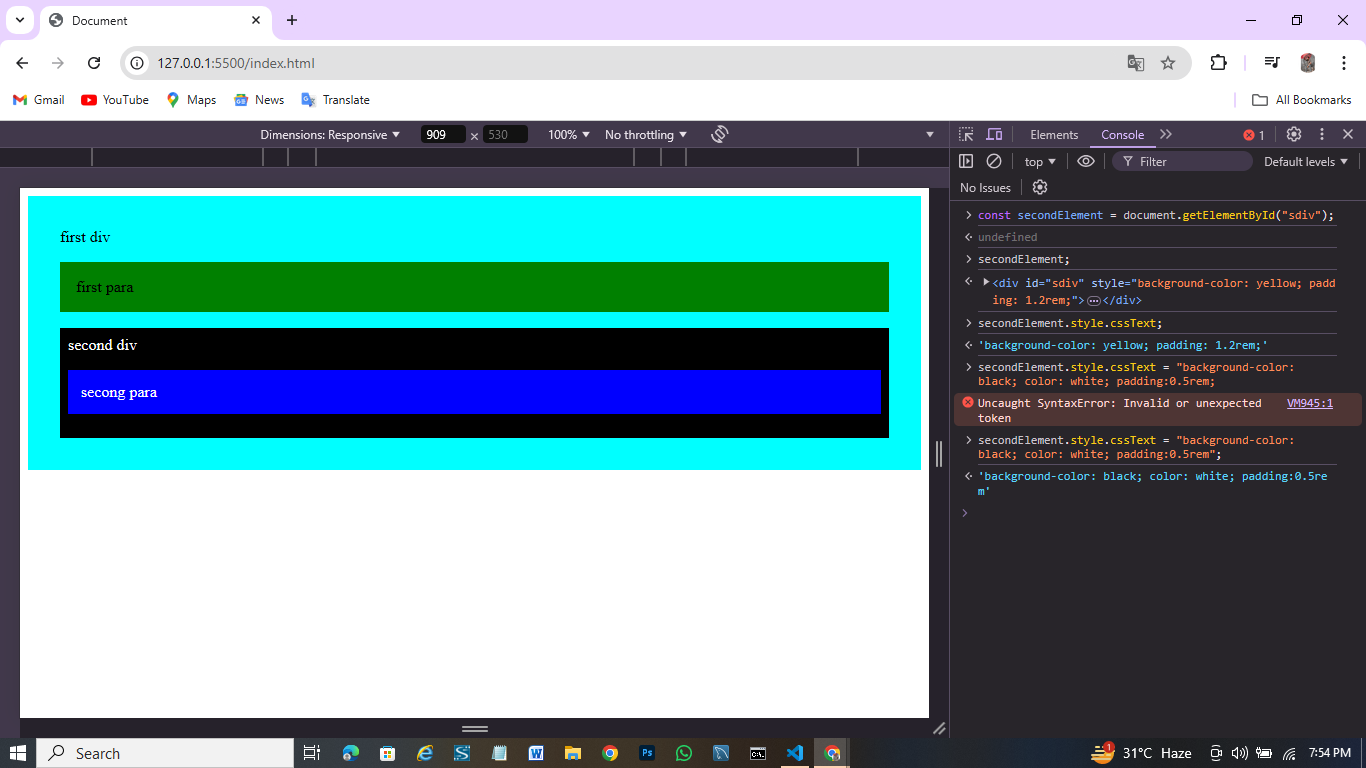 Document
127.0.0.1:5500/index.html
Gmail
YouTube
Maps
News
Translate
All Bookmarks
Dimensions: Responsive
909 × 530
100%
No throttling
Elements
Console
1
top
Filter
Default levels
No Issues
first div
first para
second div
secong para
const secondElement = document.getElementById("sdiv");
undefined
secondElement;
<div id="sdiv" style="background-color: yellow; padd
ing: 1.2rem;">…</div>
secondElement.style.cssText;
'background-color: yellow; padding: 1.2rem;'
secondElement.style.cssText = "background-color:
black; color: white; padding:0.5rem;
Uncaught SyntaxError: Invalid or unexpected VM945:1
token
secondElement.style.cssText = "background-color:
black; color: white; padding:0.5rem";
'background-color: black; color: white; padding:0.5re
m'
Search
1
31°C Haze
7:54 PM